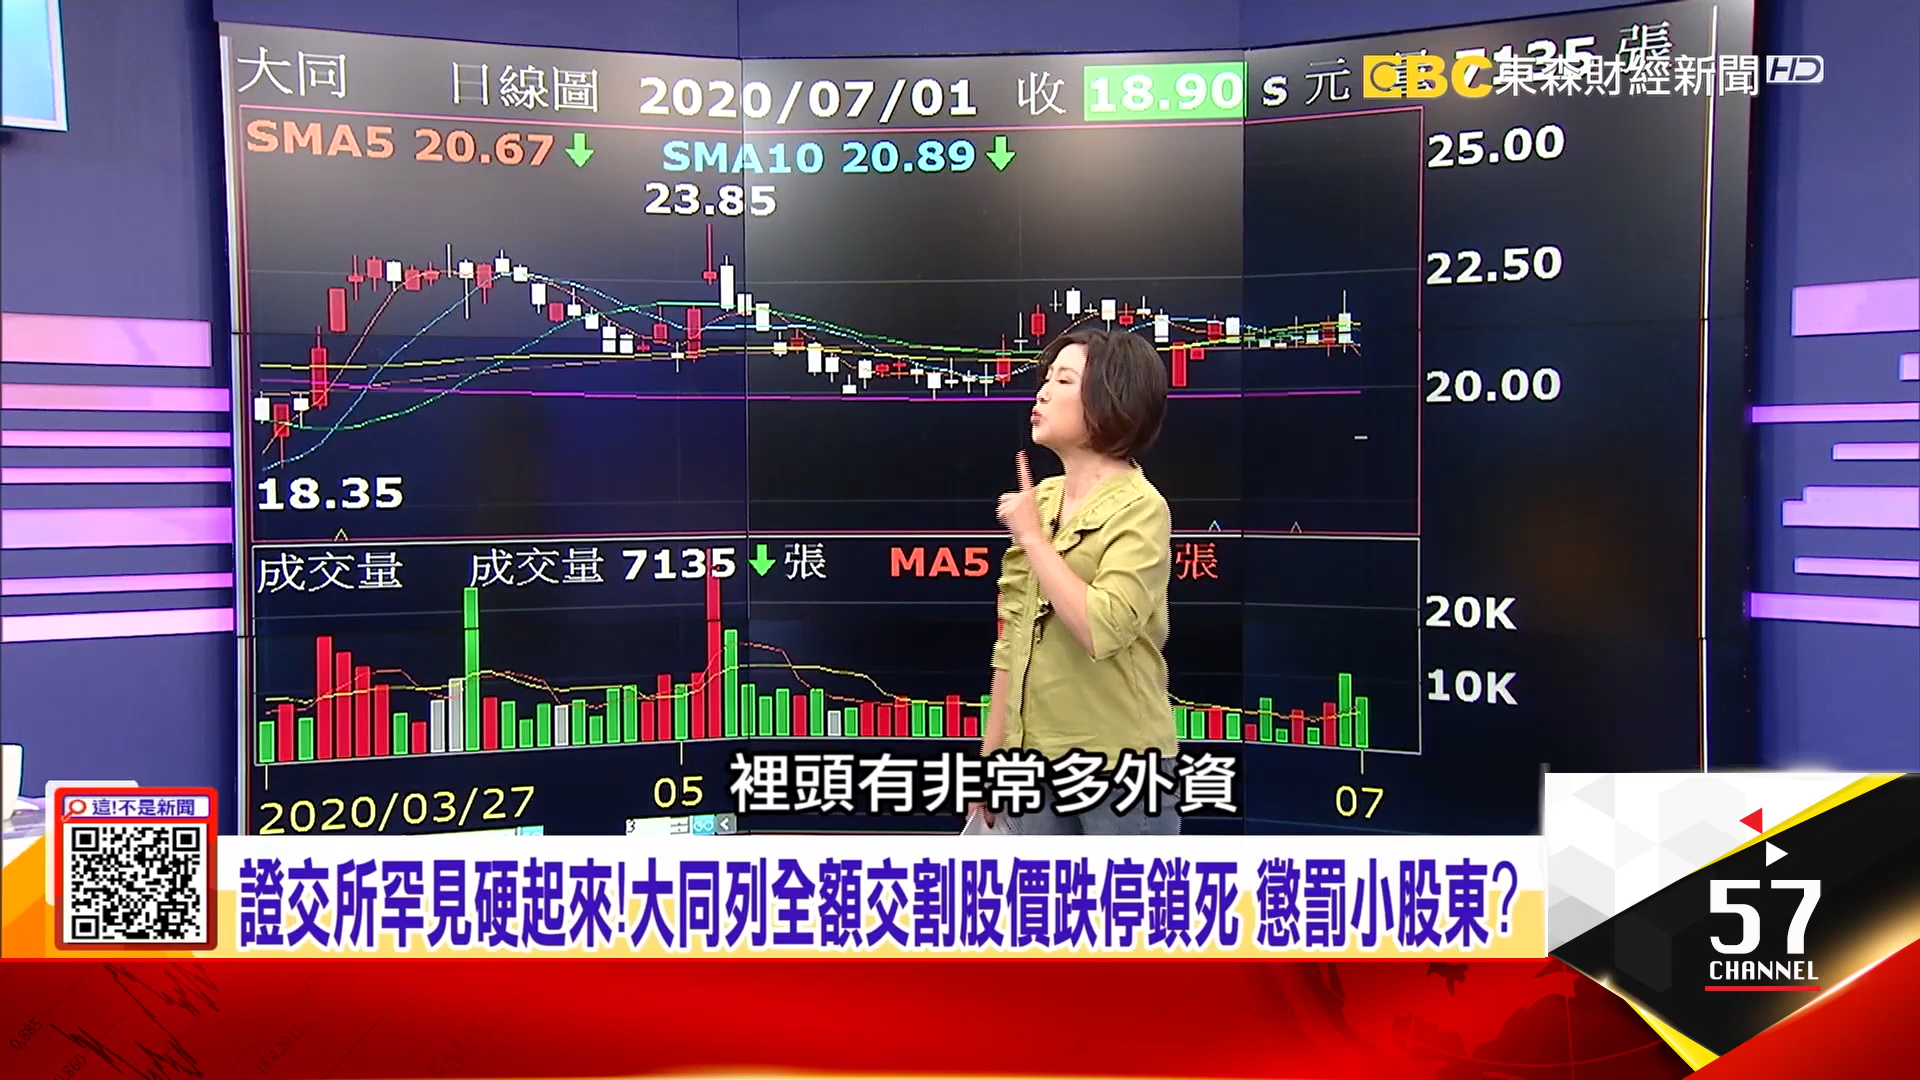 大同 日線圖 2020/07/01 收 18.90 s 元 量 7135 張
EBC 東森財經新聞 HD
SMA5 20.67 SMA10 20.89
23.85
25.00
22.50
20.00
18.35
成交量 成交量 7135 張 MA5 張
20K
10K
2020/03/27 05 07
裡頭有非常多外資
這!不是新聞
證交所罕見硬起來!大同列全額交割股價跌停鎖死 懲罰小股東?
57
CHANNEL